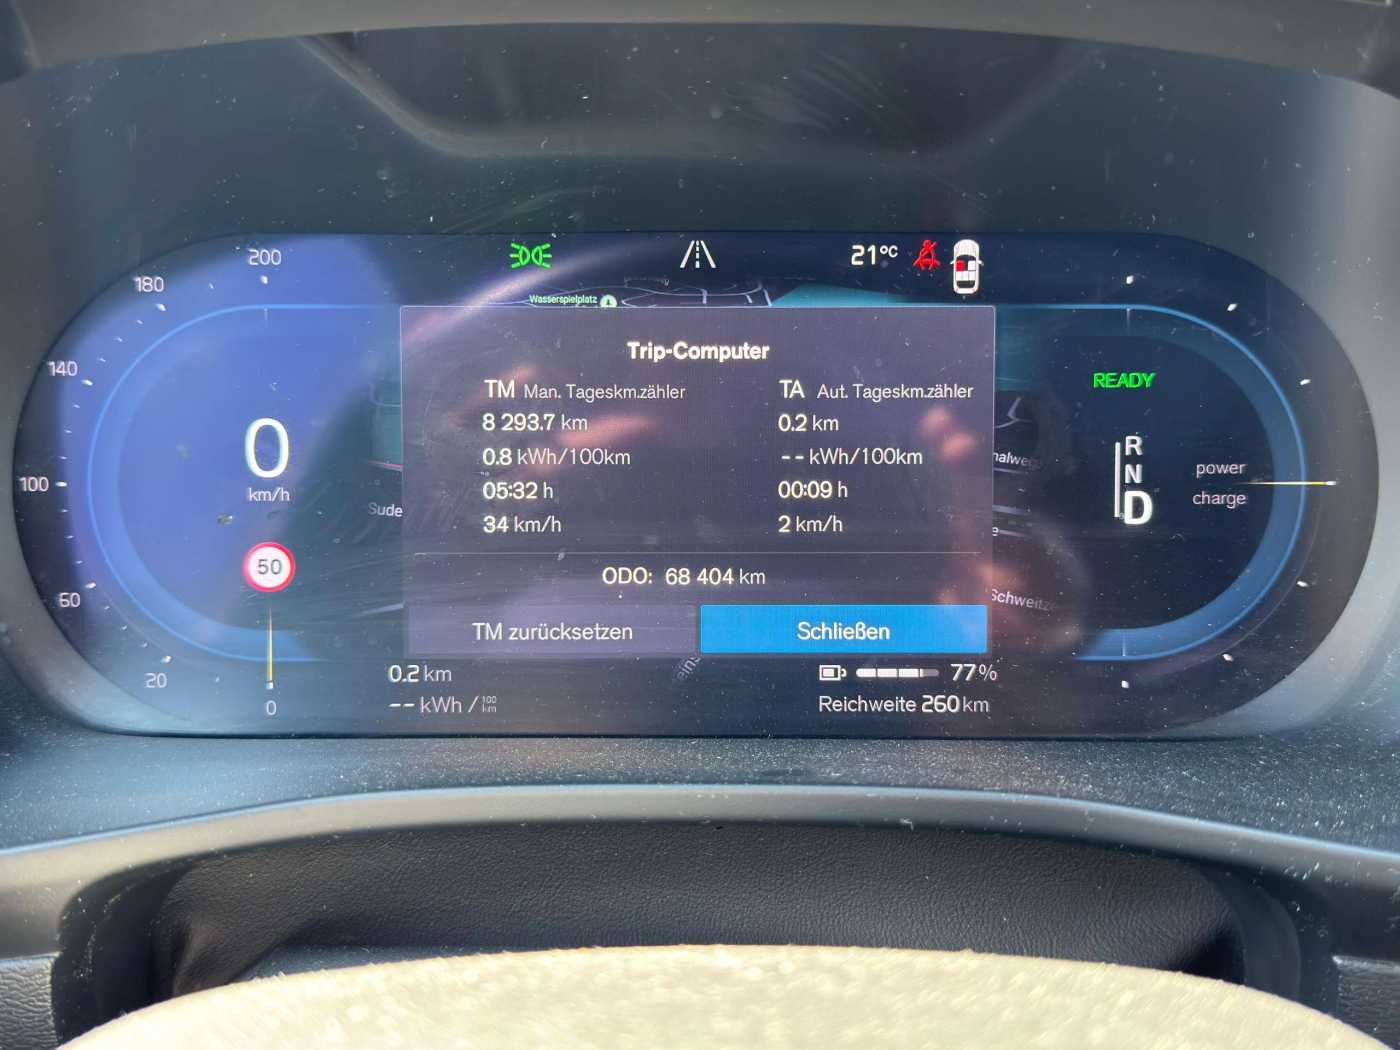 200
180
140
100
60
20
0
0
km/h
50
21°C
Wasserspielplatz
Trip-Computer
TM Man. Tageskm.zähler
8 293.7 km
0.8 kWh/100km
05:32 h
34 km/h
TA Aut. Tageskm.zähler
0.2 km
-- kWh/100km
00:09 h
2 km/h
ODO: 68 404 km
TM zurücksetzen
Schließen
0.2 km
-- kWh / 100 km
77 %
Reichweite 260 km
READY
R
N
D
power
charge
Sude
nalweg
Schweitze
eins